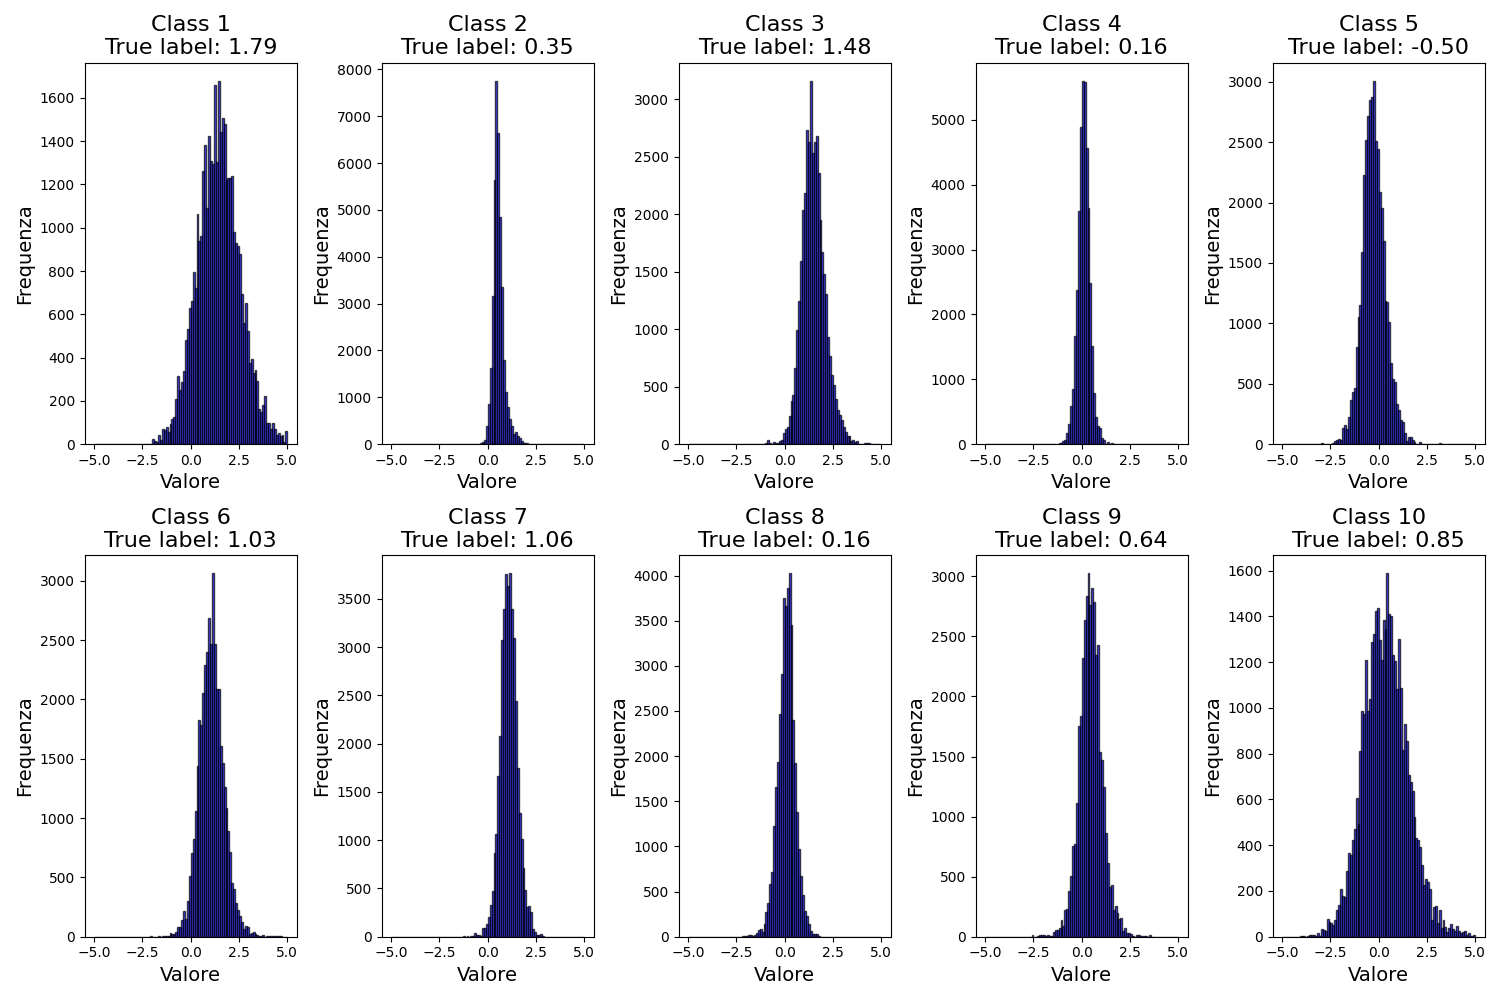 Class 1
True label: 1.79
Frequenza
1600
1400
1200
1000
800
600
400
200
0
−5.0 −2.5 0.0 2.5 5.0
Valore
Class 2
True label: 0.35
Frequenza
8000
7000
6000
5000
4000
3000
2000
1000
0
−5.0 −2.5 0.0 2.5 5.0
Valore
Class 3
True label: 1.48
Frequenza
3000
2500
2000
1500
1000
500
0
−5.0 −2.5 0.0 2.5 5.0
Valore
Class 4
True label: 0.16
Frequenza
5000
4000
3000
2000
1000
0
−5.0 −2.5 0.0 2.5 5.0
Valore
Class 5
True label: -0.50
Frequenza
3000
2500
2000
1500
1000
500
0
−5.0 −2.5 0.0 2.5 5.0
Valore
Class 6
True label: 1.03
Frequenza
3000
2500
2000
1500
1000
500
0
−5.0 −2.5 0.0 2.5 5.0
Valore
Class 7
True label: 1.06
Frequenza
3500
3000
2500
2000
1500
1000
500
0
−5.0 −2.5 0.0 2.5 5.0
Valore
Class 8
True label: 0.16
Frequenza
4000
3500
3000
2500
2000
1500
1000
500
0
−5.0 −2.5 0.0 2.5 5.0
Valore
Class 9
True label: 0.64
Frequenza
3000
2500
2000
1500
1000
500
0
−5.0 −2.5 0.0 2.5 5.0
Valore
Class 10
True label: 0.85
Frequenza
1600
1400
1200
1000
800
600
400
200
0
−5.0 −2.5 0.0 2.5 5.0
Valore